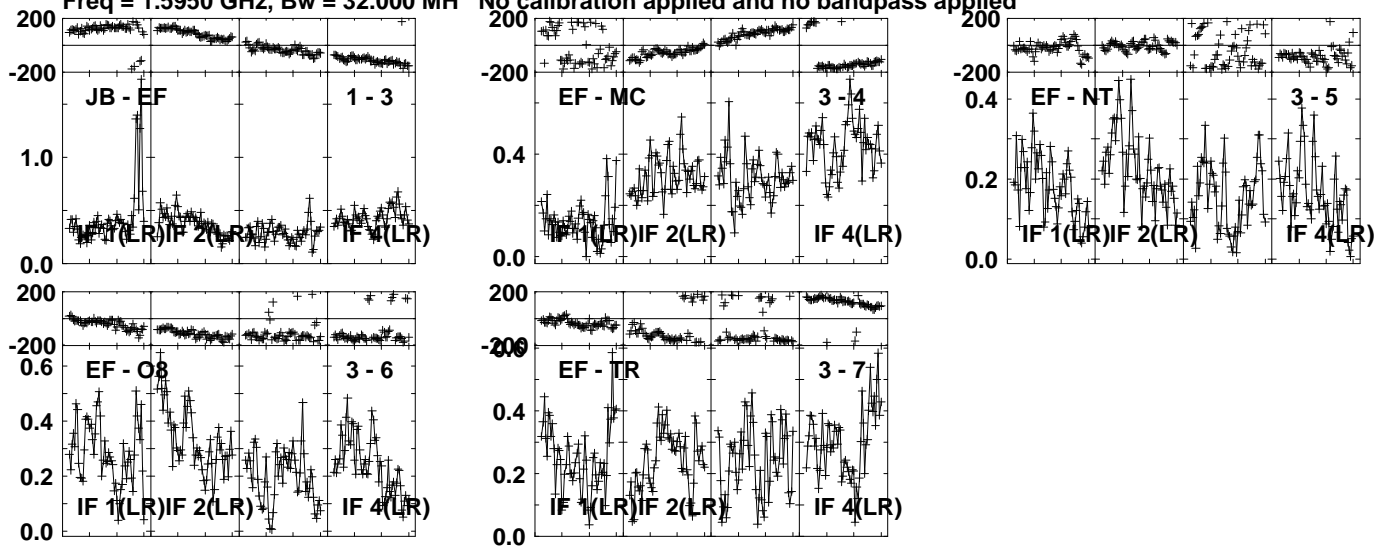 Freq = 1.5950 GHz, Bw = 32.000 MH No calibration applied and no bandpass applied
200
-200
JB - EF 1 - 3
1.0
0.0
IF 1(LR) IF 2(LR) IF 4(LR)
200
-200
EF - MC 3 - 4
0.4
0.0
IF 1(LR) IF 2(LR) IF 4(LR)
200
-200
EF - NT 3 - 5
0.4
0.2
0.0
IF 1(LR) IF 2(LR) IF 4(LR)
200
-200
EF - O8 3 - 6
0.6
0.4
0.2
0.0
IF 1(LR) IF 2(LR) IF 4(LR)
200
-200
0.6
EF - TR 3 - 7
0.4
0.2
0.0
IF 1(LR) IF 2(LR) IF 4(LR)